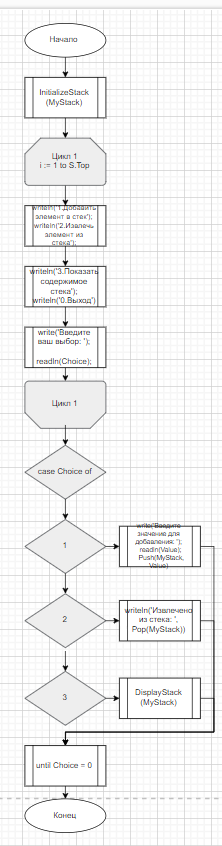 Начало
InitializeStack
(MyStack)
Цикл 1
i := 1 to S.Top
writeln('1.Добавить
элемент в стек');
writeln('2.Извлечь
элемент из
стека');
writeln('3.Показать
содержимое
стека');
writeln('0.Выход')
write('Введите
ваш выбор: ');
readln(Choice);
Цикл 1
case Choice of
1
write('Введите
значение для
добавления: ');
readln(Value);
Push(MyStack,
Value)
2
writeln('Извлечено
из стека: ',
Pop(MyStack))
3
DisplayStack
(MyStack)
until Choice = 0
Конец